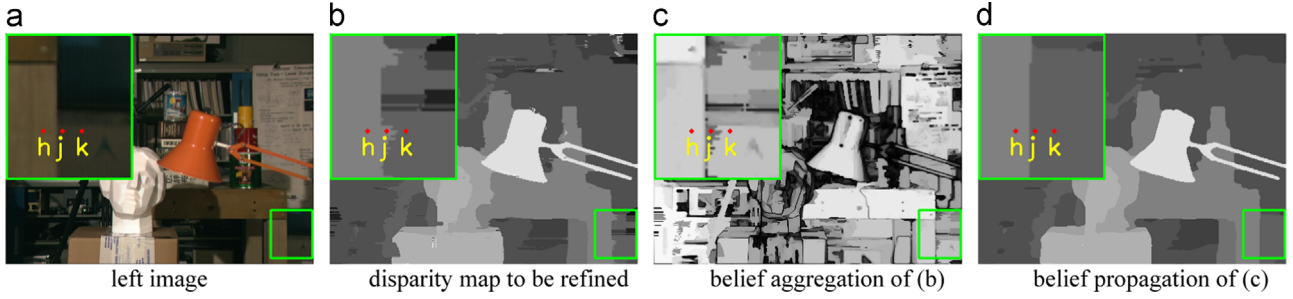 a b c d
h j k
h j k
h j k
h j k
left image
disparity map to be refined
belief aggregation of (b)
belief propagation of (c)